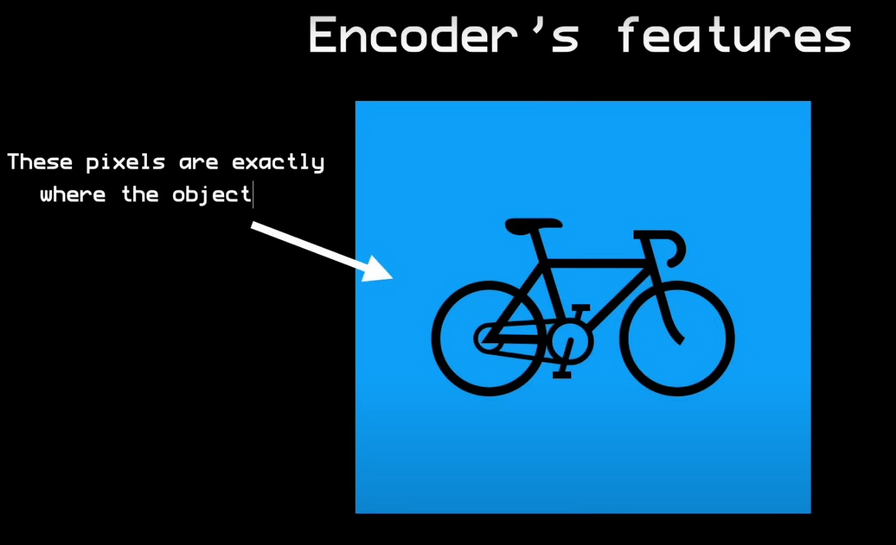 Encoder's features
These pixels are exactly
where the object